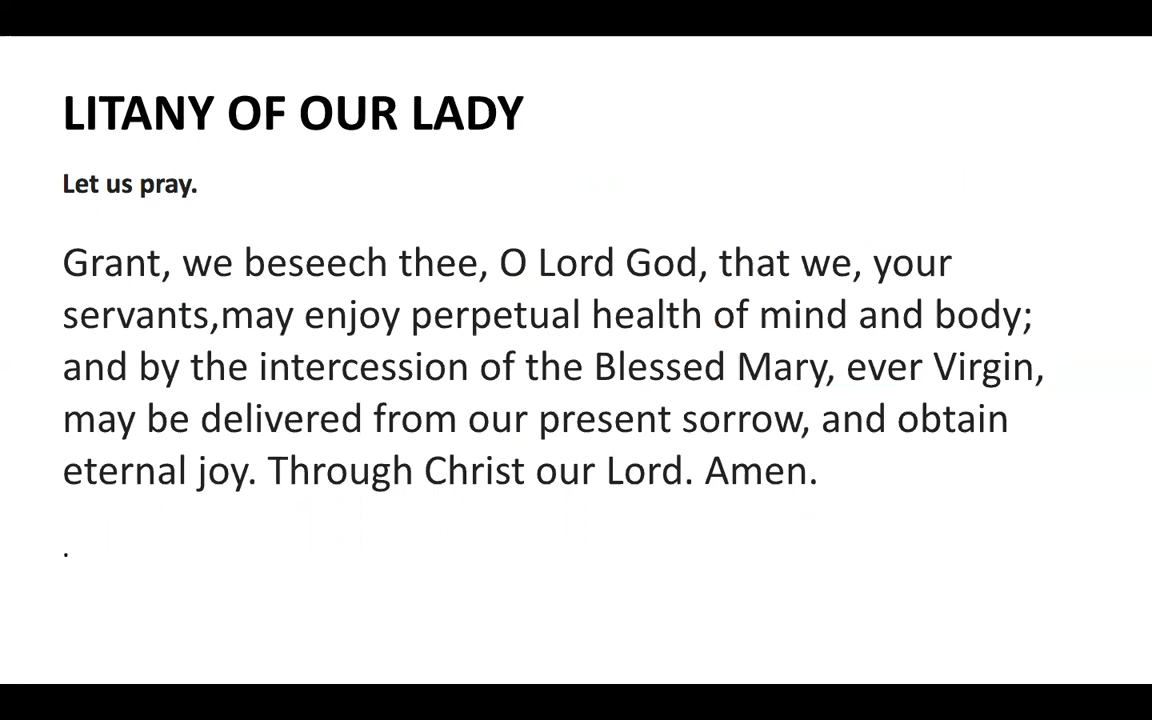 LITANY OF OUR LADY
Let us pray.
Grant, we beseech thee, O Lord God, that we, your
servants,may enjoy perpetual health of mind and body;
and by the intercession of the Blessed Mary, ever Virgin,
may be delivered from our present sorrow, and obtain
eternal joy. Through Christ our Lord. Amen.
.